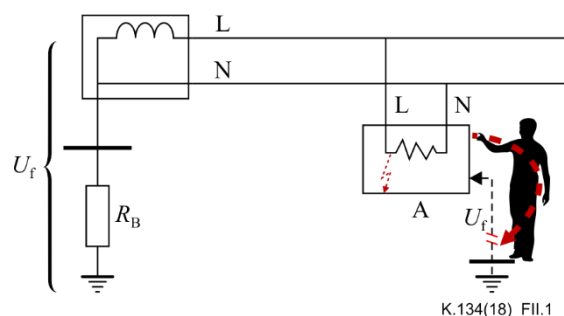 L
N
L N
U_f
U_f
R_B
A
K.134(18)_FII.1